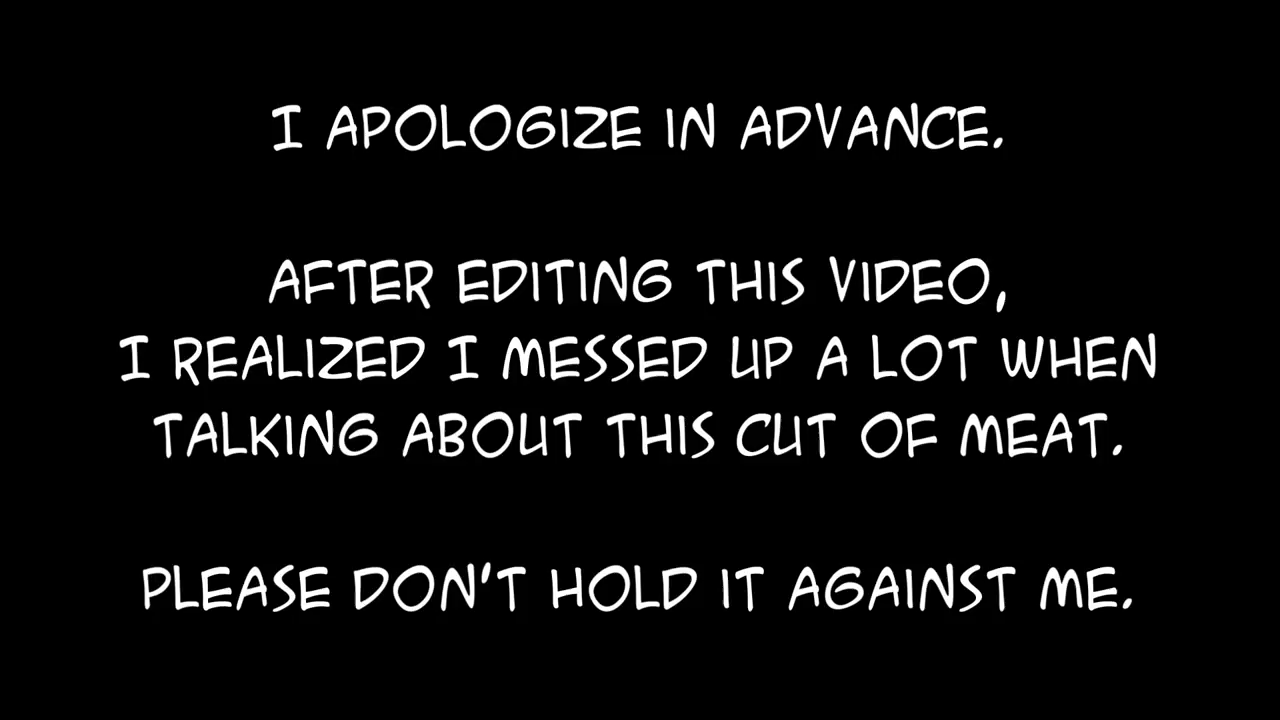 I APOLOGIZE IN ADVANCE.
AFTER EDITING THIS VIDEO,
I REALIZED I MESSED UP A LOT WHEN
TALKING ABOUT THIS CUT OF MEAT.
PLEASE DON'T HOLD IT AGAINST ME.